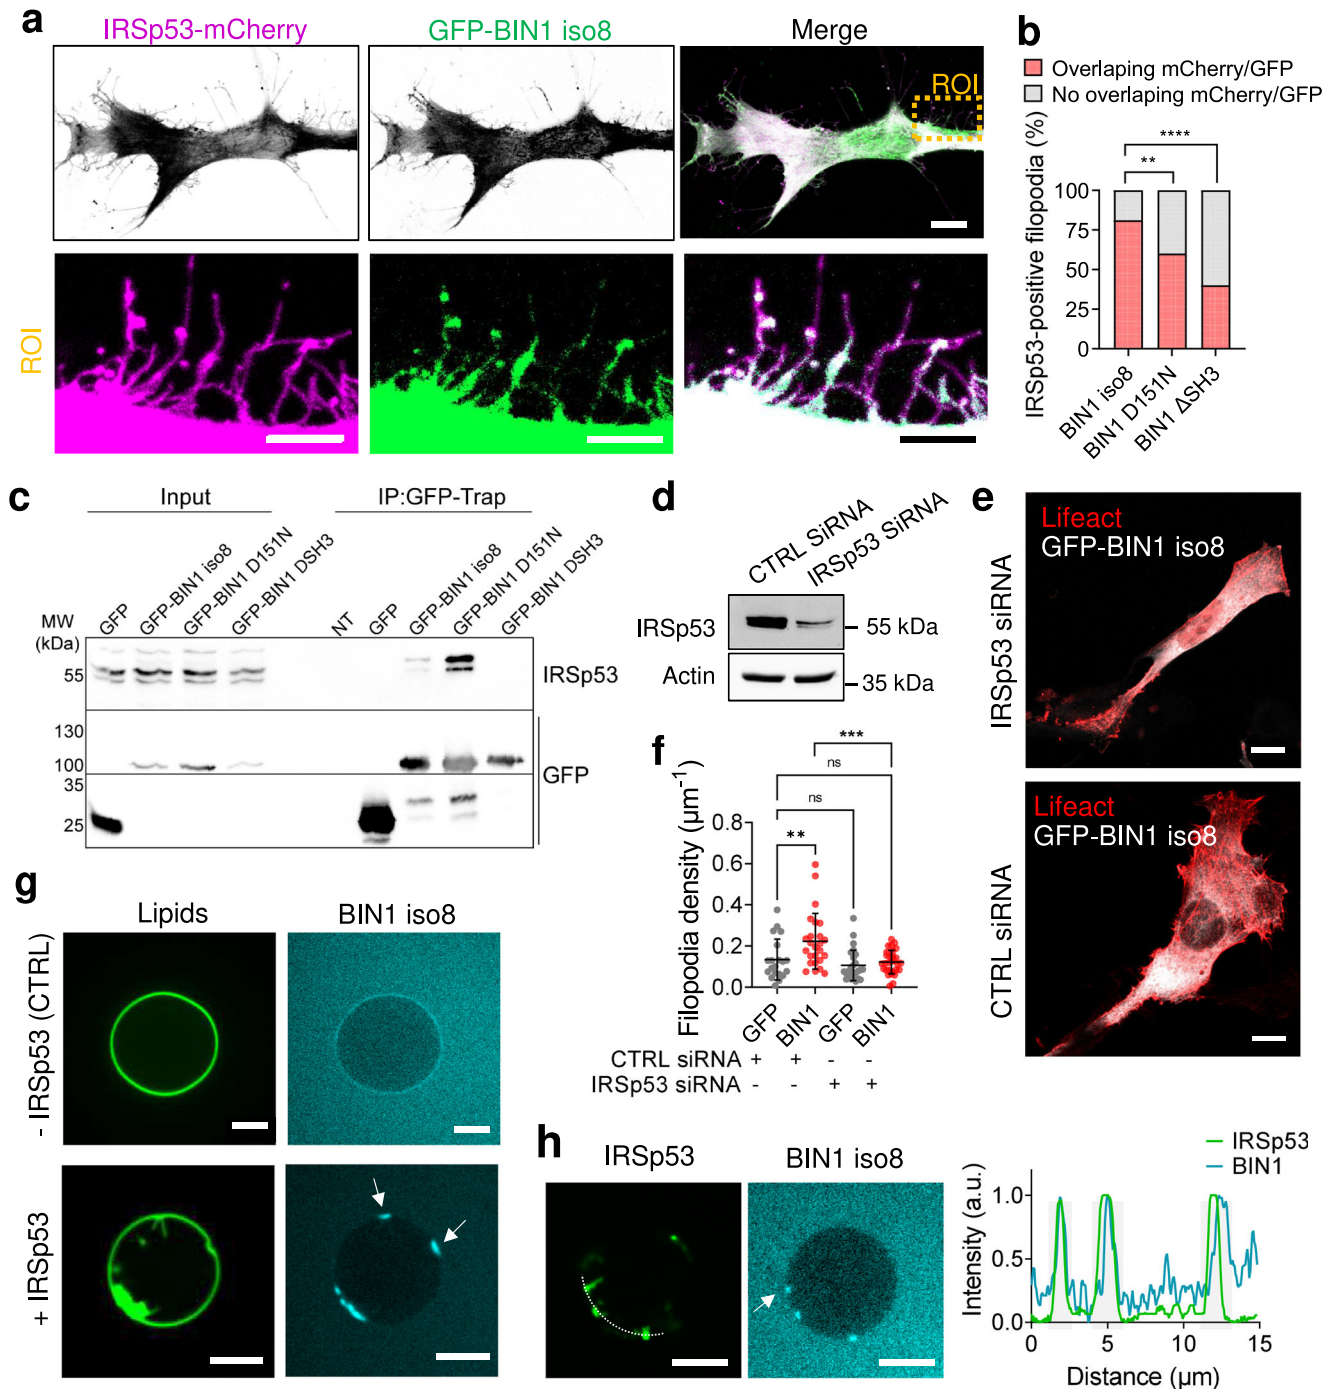 a
IRSp53-mCherry
GFP-BIN1 iso8
Merge
ROI
ROI
b
Overlaping mCherry/GFP
No overlaping mCherry/GFP
IRSp53-positive filopodia (%)
****
**
100
75
50
25
0
BIN1 iso8
BIN1 D151N
BIN1 ΔSH3
c
Input
IP:GFP-Trap
MW
(kDa)
GFP
GFP-BIN1 iso8
GFP-BIN1 D151N
GFP-BIN1 DSH3
NT
GFP
GFP-BIN1 iso8
GFP-BIN1 D151N
GFP-BIN1 DSH3
55
IRSp53
130
100
35
25
GFP
d
CTRL SiRNA
IRSp53 SiRNA
IRSp53
55 kDa
Actin
35 kDa
e
IRSp53 siRNA
Lifeact
GFP-BIN1 iso8
CTRL siRNA
Lifeact
GFP-BIN1 iso8
f
Filopodia density (µm⁻¹)
***
ns
ns
**
0.8
0.6
0.4
0.2
0.0
GFP
BIN1
GFP
BIN1
CTRL siRNA + + - -
IRSp53 siRNA - - + +
g
Lipids
BIN1 iso8
- IRSp53 (CTRL)
+ IRSp53
h
IRSp53
BIN1 iso8
IRSp53
BIN1
Intensity (a.u.)
1.0
0.5
0.0
0
5
10
15
Distance (µm)